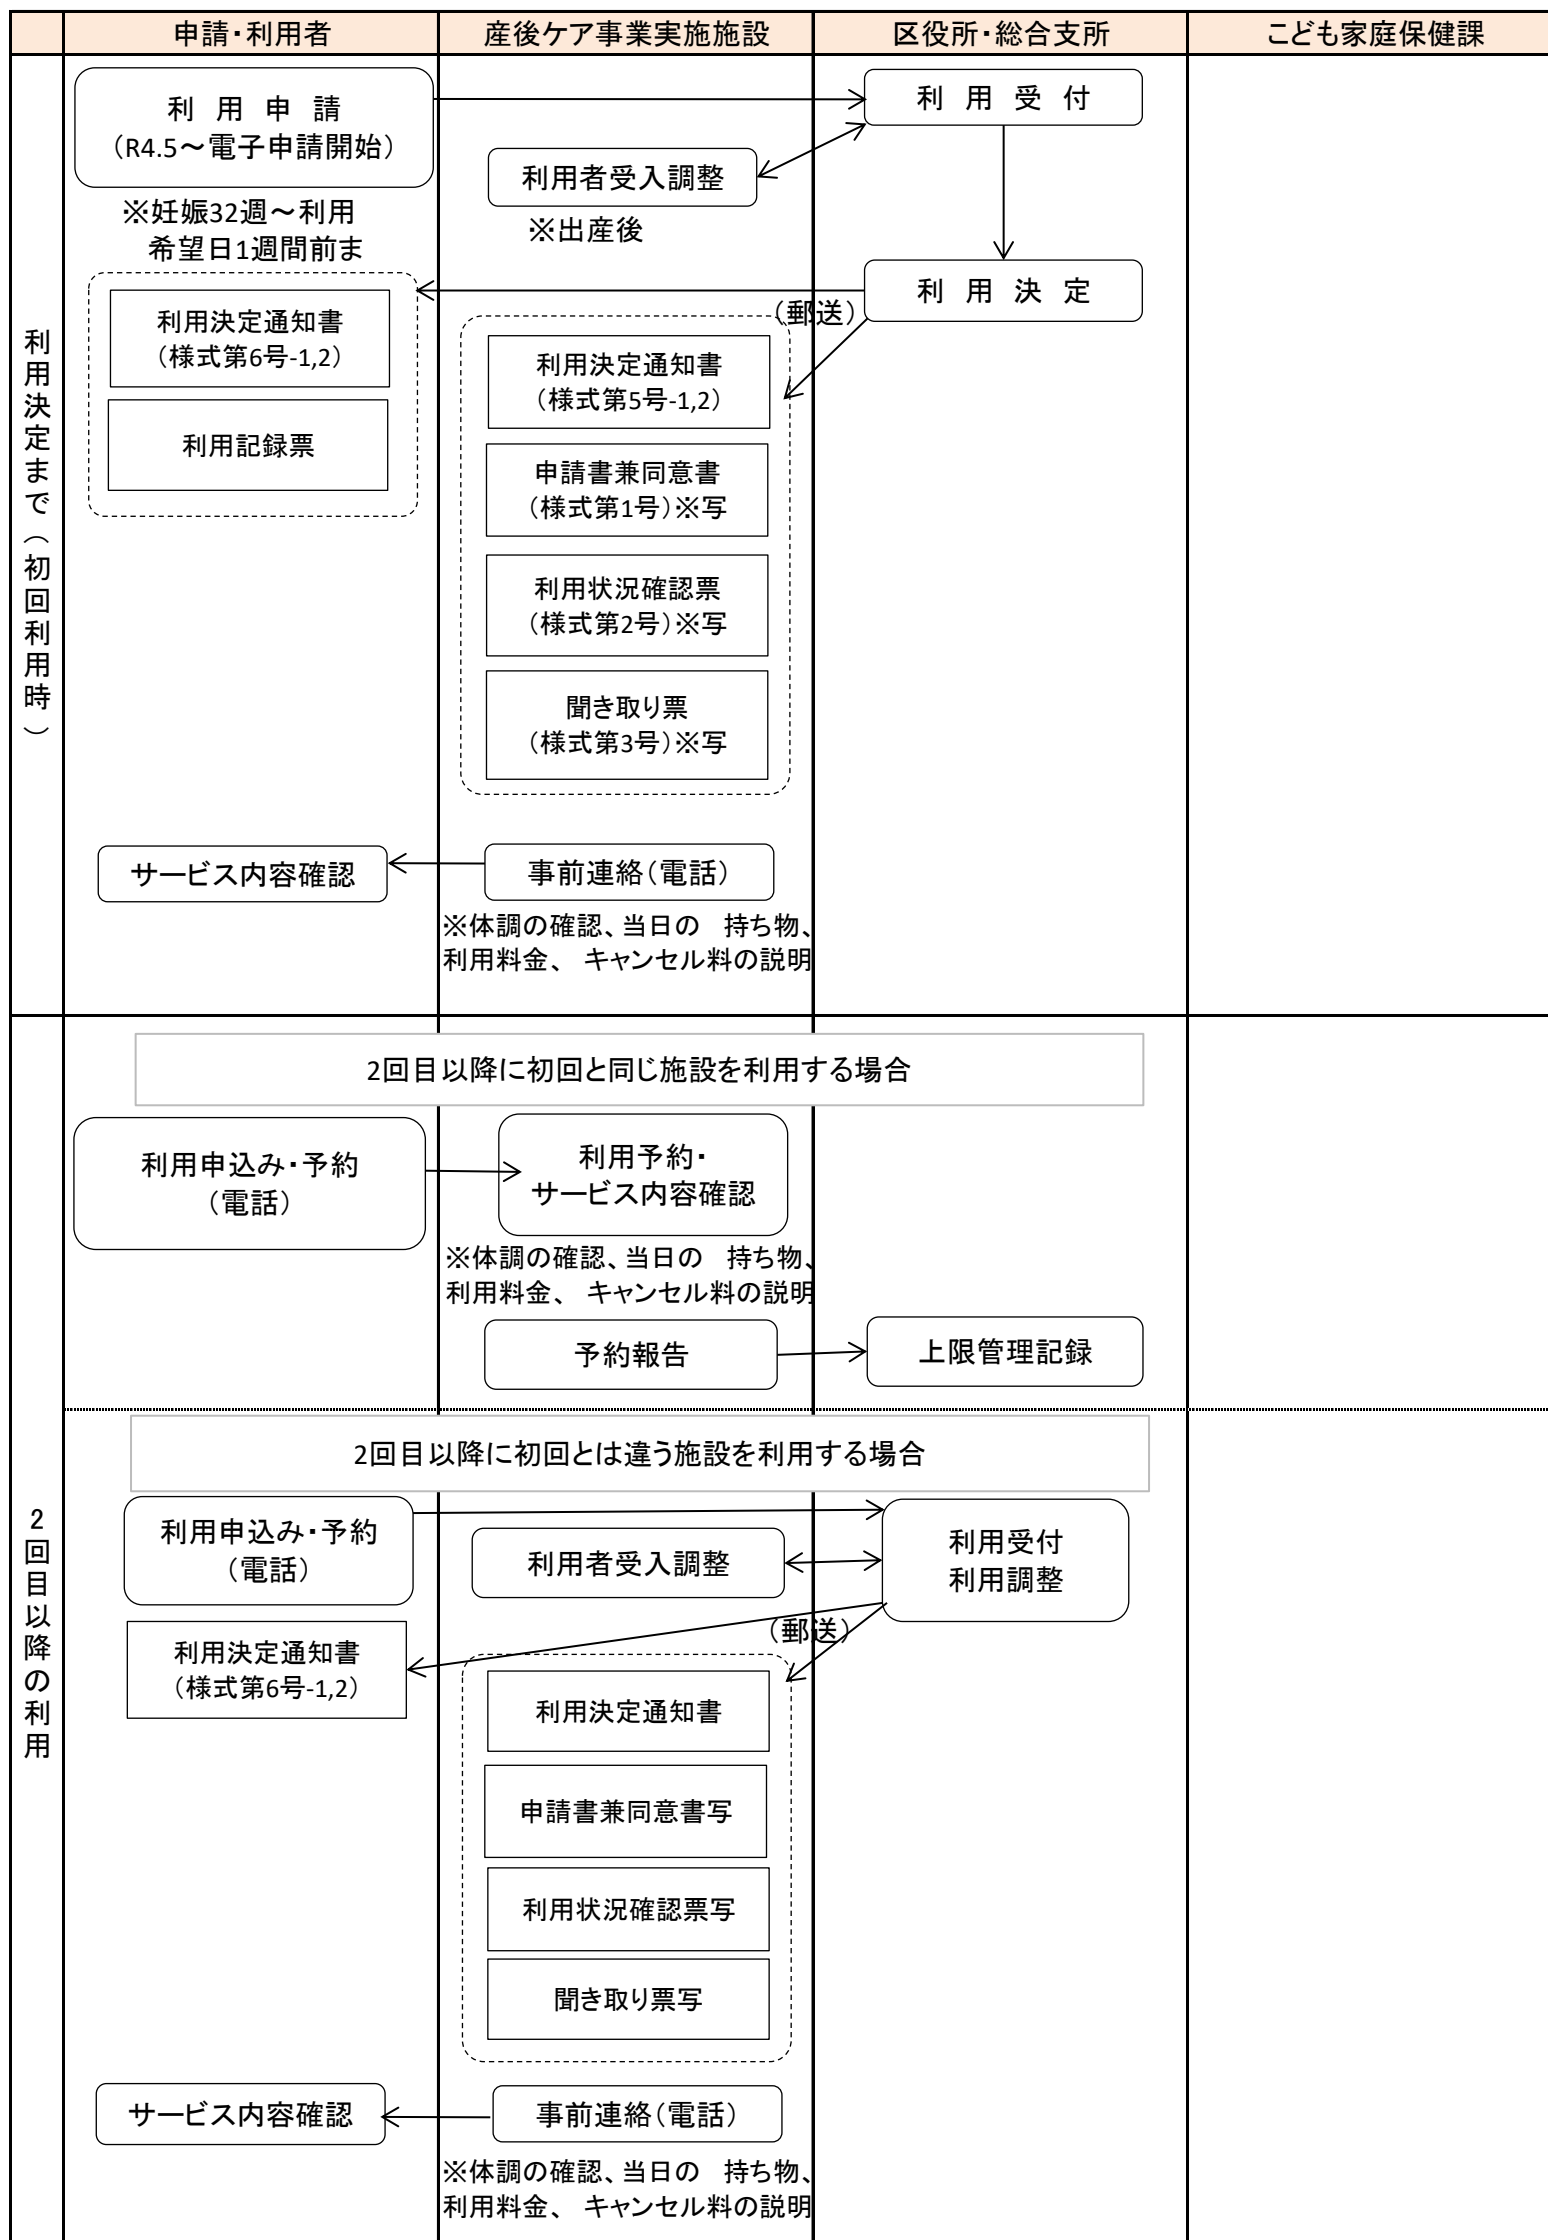 申請・利用者
産後ケア事業実施施設
区役所・総合支所
こども家庭保健課
利用決定まで（初回利用時）
利　用　申　請
（R4.5～電子申請開始）
※妊娠32週～利用
希望日1週間前ま
利　用　受　付
利用者受入調整
※出産後
利　用　決　定
（郵送）
利用決定通知書
（様式第6号-1,2）
利用記録票
利用決定通知書
（様式第5号-1,2）
申請書兼同意書
（様式第1号）※写
利用状況確認票
（様式第2号）※写
聞き取り票
（様式第3号）※写
サービス内容確認
事前連絡（電話）
※体調の確認、当日の　持ち物、
利用料金、　キャンセル料の説明
2回目以降の利用
2回目以降に初回と同じ施設を利用する場合
利用申込み・予約
（電話）
利用予約・
サービス内容確認
※体調の確認、当日の　持ち物、
利用料金、　キャンセル料の説明
予約報告
上限管理記録
2回目以降に初回とは違う施設を利用する場合
利用申込み・予約
（電話）
利用者受入調整
利用受付
利用調整
（郵送）
利用決定通知書
（様式第6号-1,2）
利用決定通知書
申請書兼同意書写
利用状況確認票写
聞き取り票写
サービス内容確認
事前連絡（電話）
※体調の確認、当日の　持ち物、
利用料金、　キャンセル料の説明